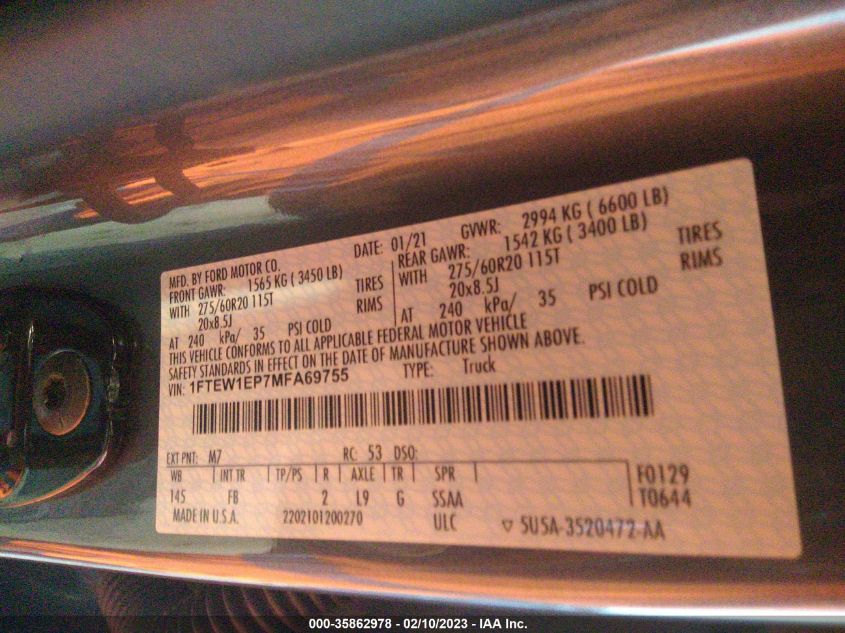 MFD. BY FORD MOTOR CO.
DATE: 01/21 GVWR: 2994 KG ( 6600 LB)
FRONT GAWR: 1565 KG ( 3450 LB)
WITH 275/60R20 115T TIRES
20x8.5J RIMS
AT 240 kPa/ 35 PSI COLD
REAR GAWR: 1542 KG ( 3400 LB)
WITH 275/60R20 115T TIRES
20x8.5J RIMS
AT 240 kPa/ 35 PSI COLD
THIS VEHICLE CONFORMS TO ALL APPLICABLE FEDERAL MOTOR VEHICLE
SAFETY STANDARDS IN EFFECT ON THE DATE OF MANUFACTURE SHOWN ABOVE.
VIN: 1FTEW1EP7MFA69755 TYPE: Truck
EXT PNT: M7 RC: 53 DSO:
WB INT TR TP/PS R AXLE TR SPR F0129
145 FB 2 L9 G SSAA T0644
MADE IN U.S.A. 2202101200270 ULC ▽ 5U5A-3520472-AA
000-35862978 - 02/10/2023 - IAA Inc.